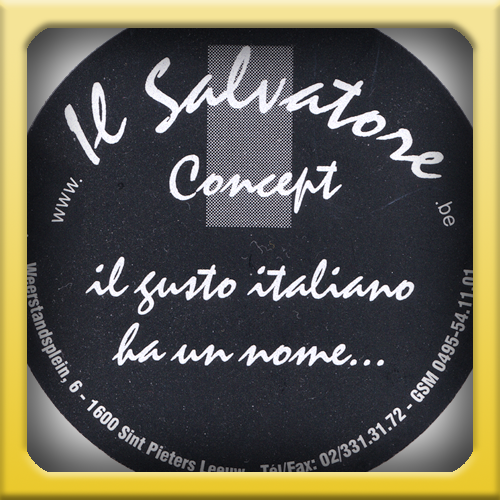 www. Il Salvatore .be
Concept
il gusto italiano
ha un nome...
Weerstandsplein, 6 - 1600 Sint Pieters Leeuw - Tél/Fax: 02/331.31.72 - GSM 0495-54.11.01